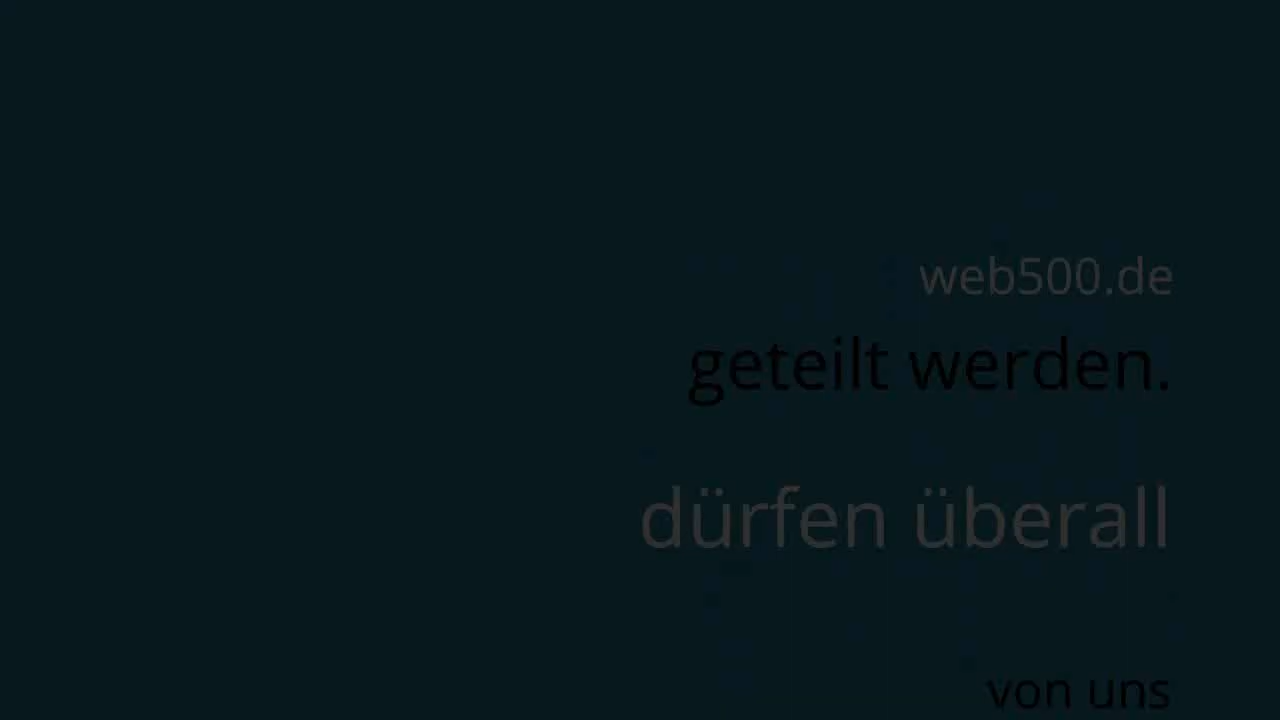 web500.de
geteilt werden.
dürfen überall
von uns